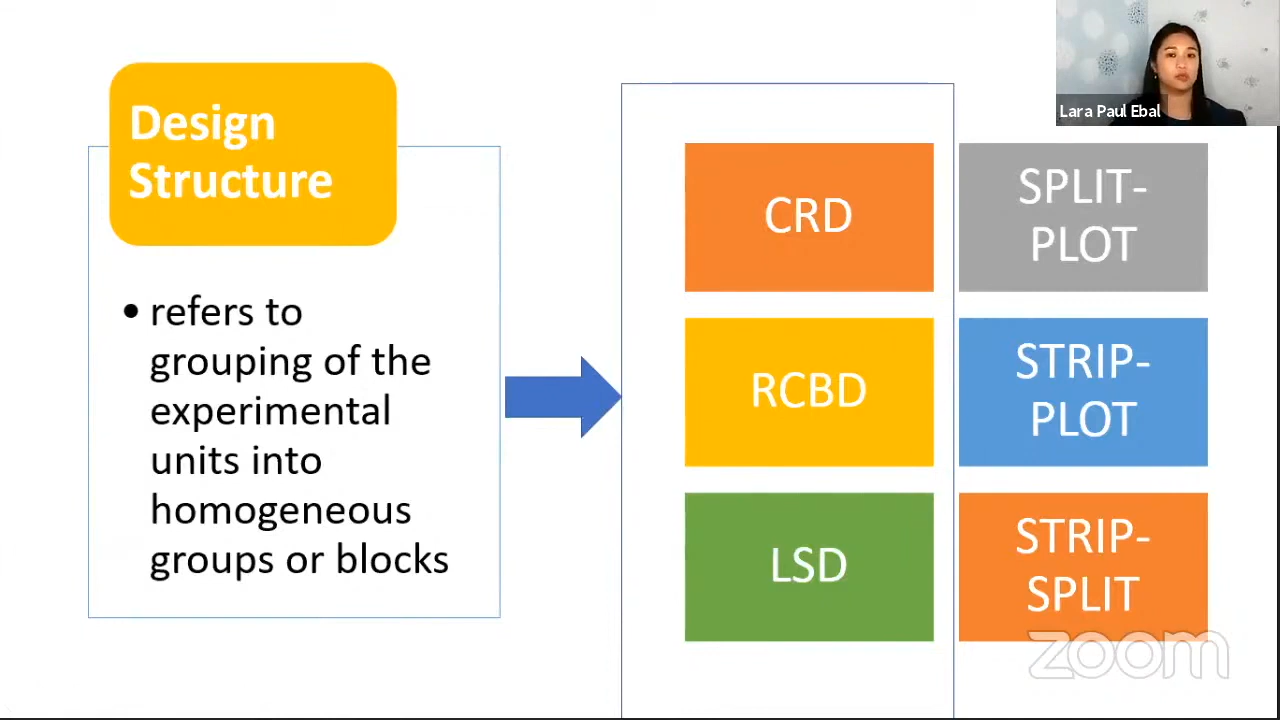 Design
Structure
• refers to
grouping of the
experimental
units into
homogeneous
groups or blocks
CRD
RCBD
LSD
SPLIT-
PLOT
STRIP-
PLOT
STRIP-
SPLIT
Lara Paul Ebal
zoom